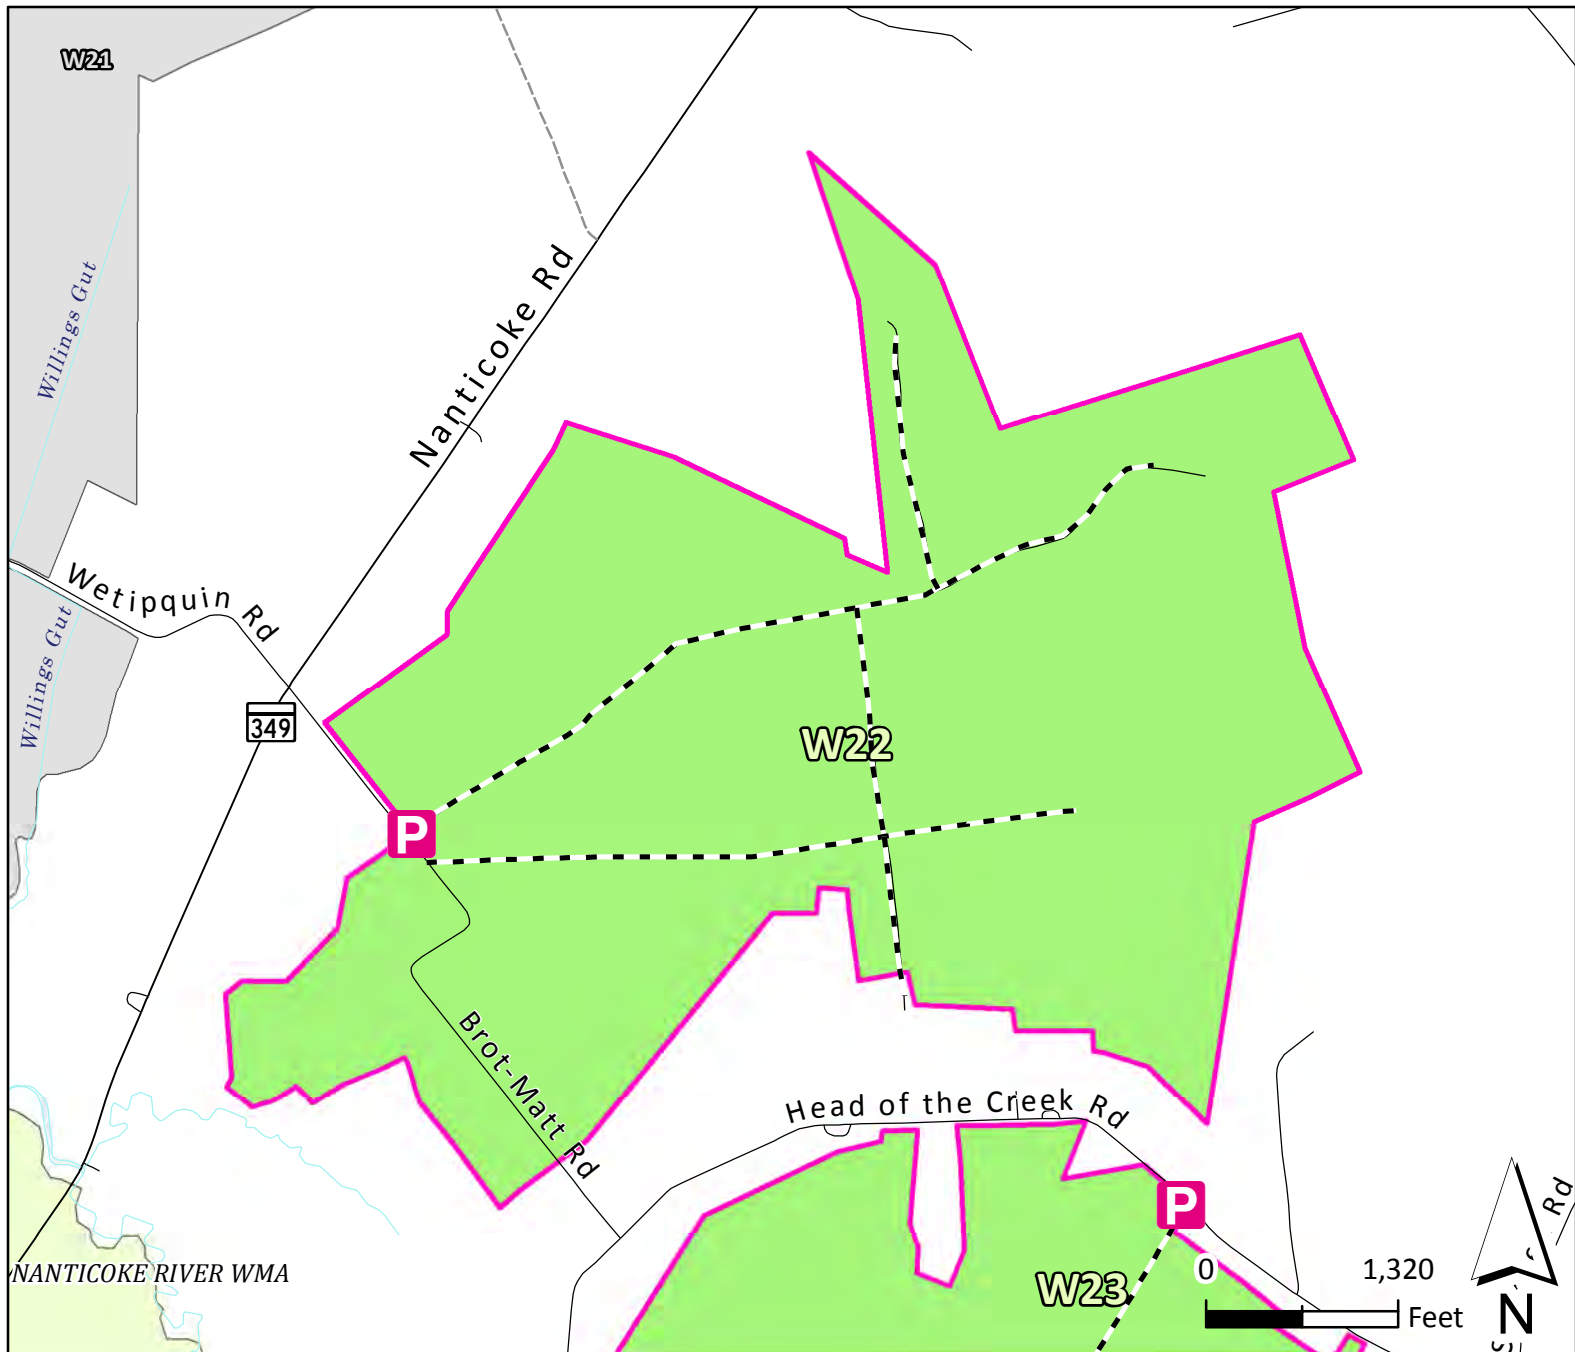 W21
Nanticoke Rd
Willings Gut
Wetipquin Rd
Willings Gut
349
W22
P
Brot-Matt Rd
Head of the Creek Rd
P
Rd
NANTICOKE RIVER WMA
W23
0 1,320
Feet
N